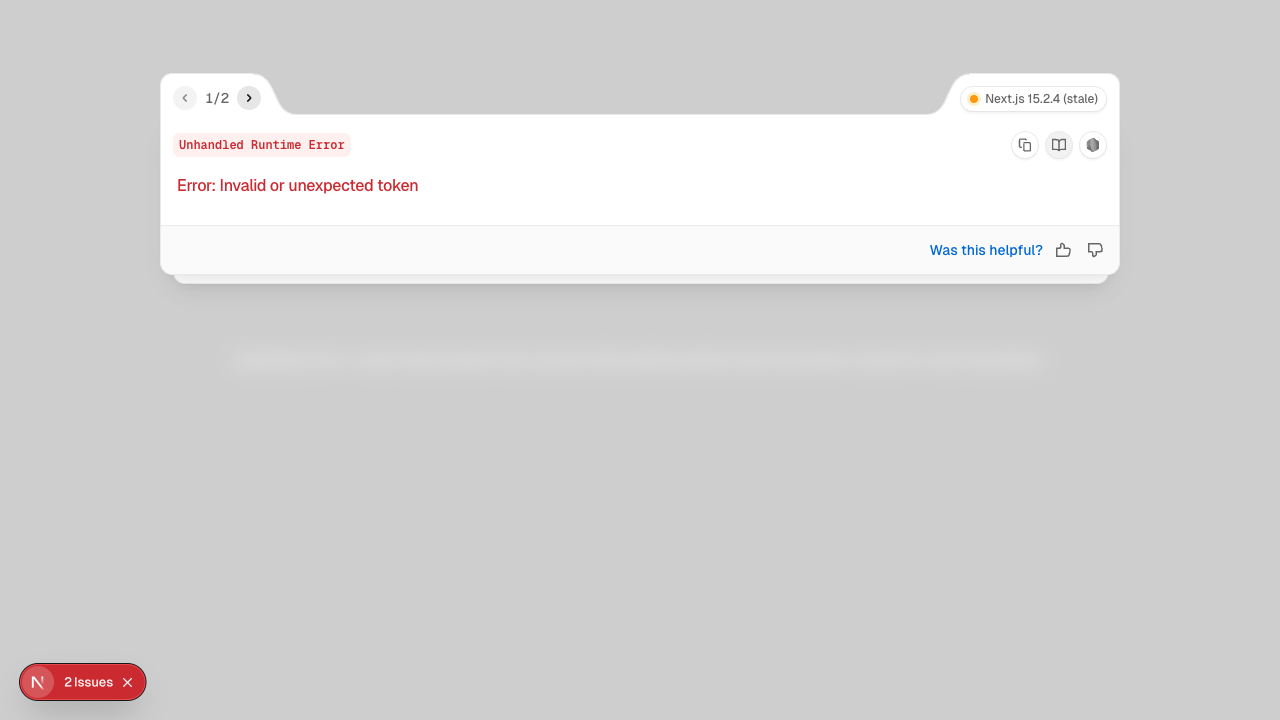 1/2
Next.js 15.2.4 (stale)
Unhandled Runtime Error
Error: Invalid or unexpected token
Was this helpful?
N
2 Issues